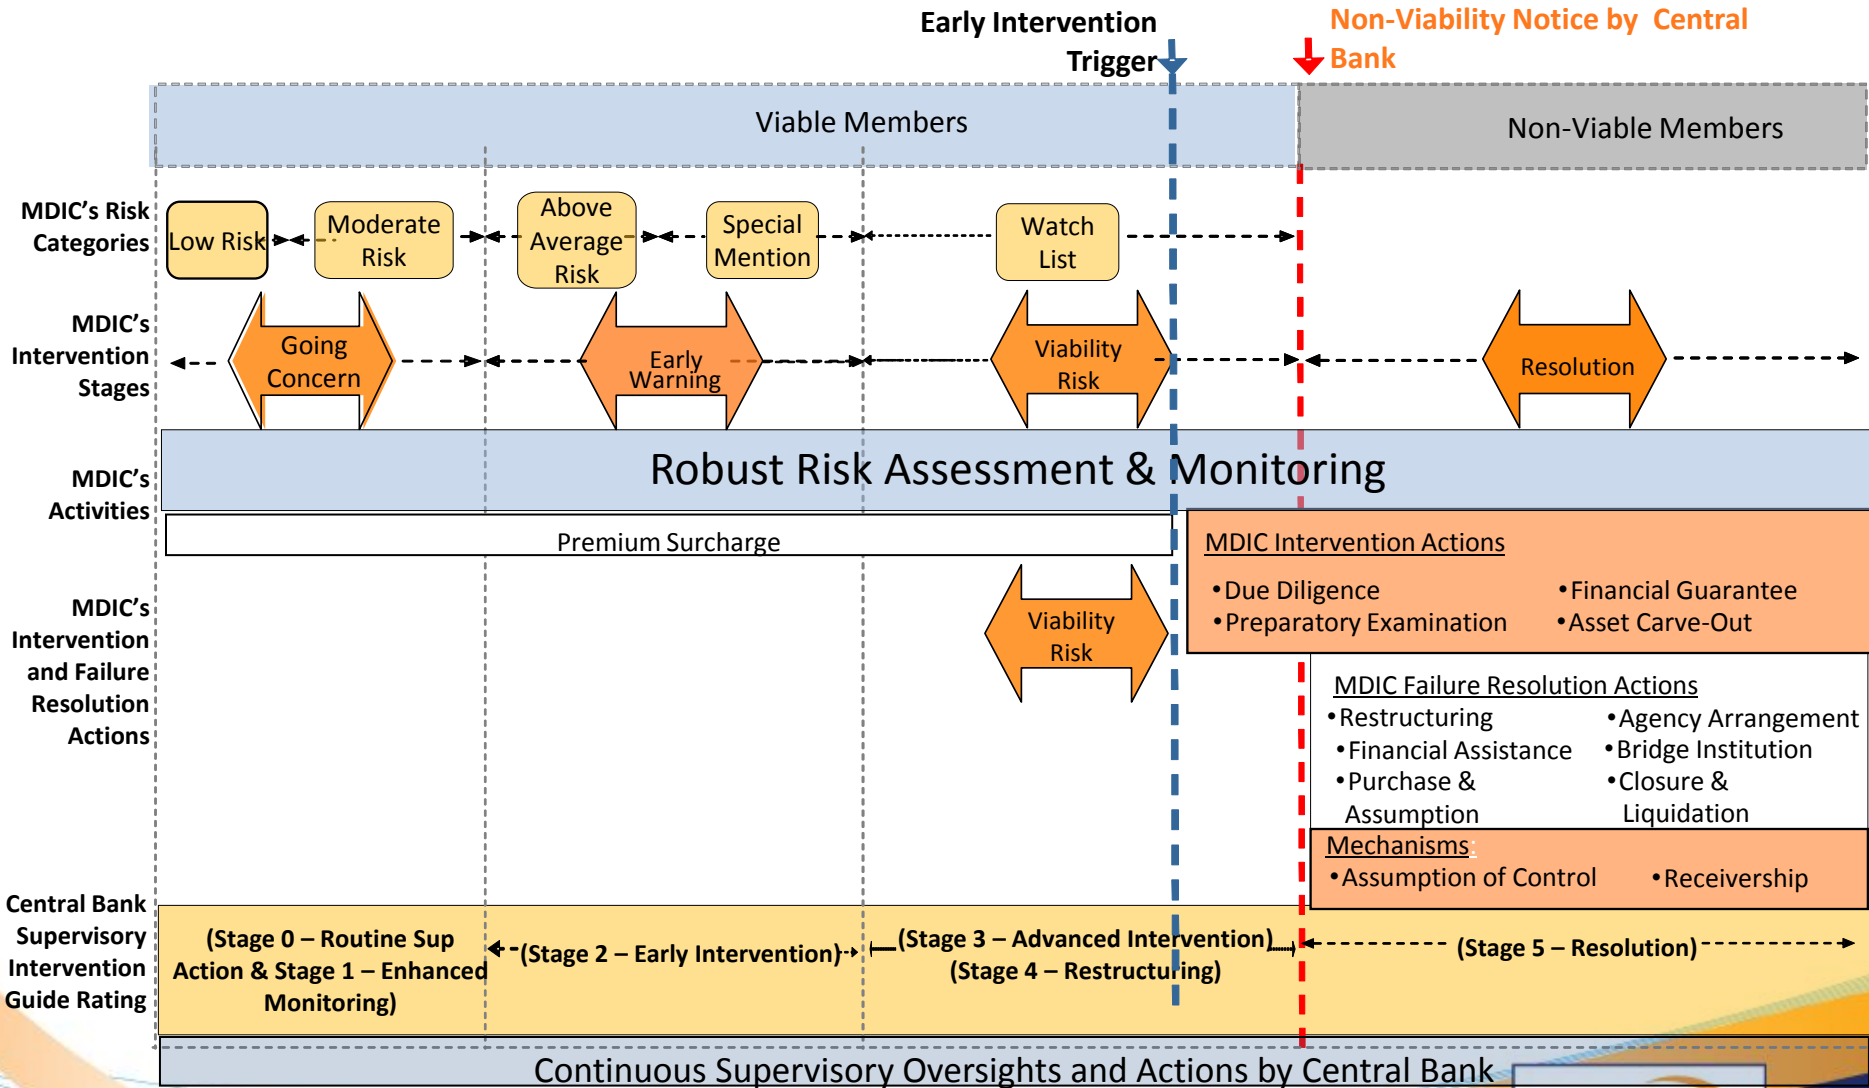 Early Intervention
Trigger
Non-Viability Notice by Central
Bank
Viable Members
Non-Viable Members
MDIC's Risk
Categories
Low Risk
Moderate
Risk
Above
Average
Risk
Special
Mention
Watch
List
MDIC's
Intervention
Stages
Going
Concern
Early
Warning
Viability
Risk
Resolution
MDIC's
Activities
Robust Risk Assessment & Monitoring
Premium Surcharge
MDIC's
Intervention
and Failure
Resolution
Actions
Viability
Risk
MDIC Intervention Actions
•Due Diligence
•Preparatory Examination
•Financial Guarantee
•Asset Carve-Out
MDIC Failure Resolution Actions
•Restructuring
•Financial Assistance
•Purchase &
Assumption
•Agency Arrangement
•Bridge Institution
•Closure &
Liquidation
Mechanisms:
•Assumption of Control
•Receivership
Central Bank
Supervisory
Intervention
Guide Rating
(Stage 0 – Routine Sup
Action & Stage 1 – Enhanced
Monitoring)
(Stage 2 – Early Intervention)
(Stage 3 – Advanced Intervention)
(Stage 4 – Restructuring)
(Stage 5 – Resolution)
Continuous Supervisory Oversights and Actions by Central Bank